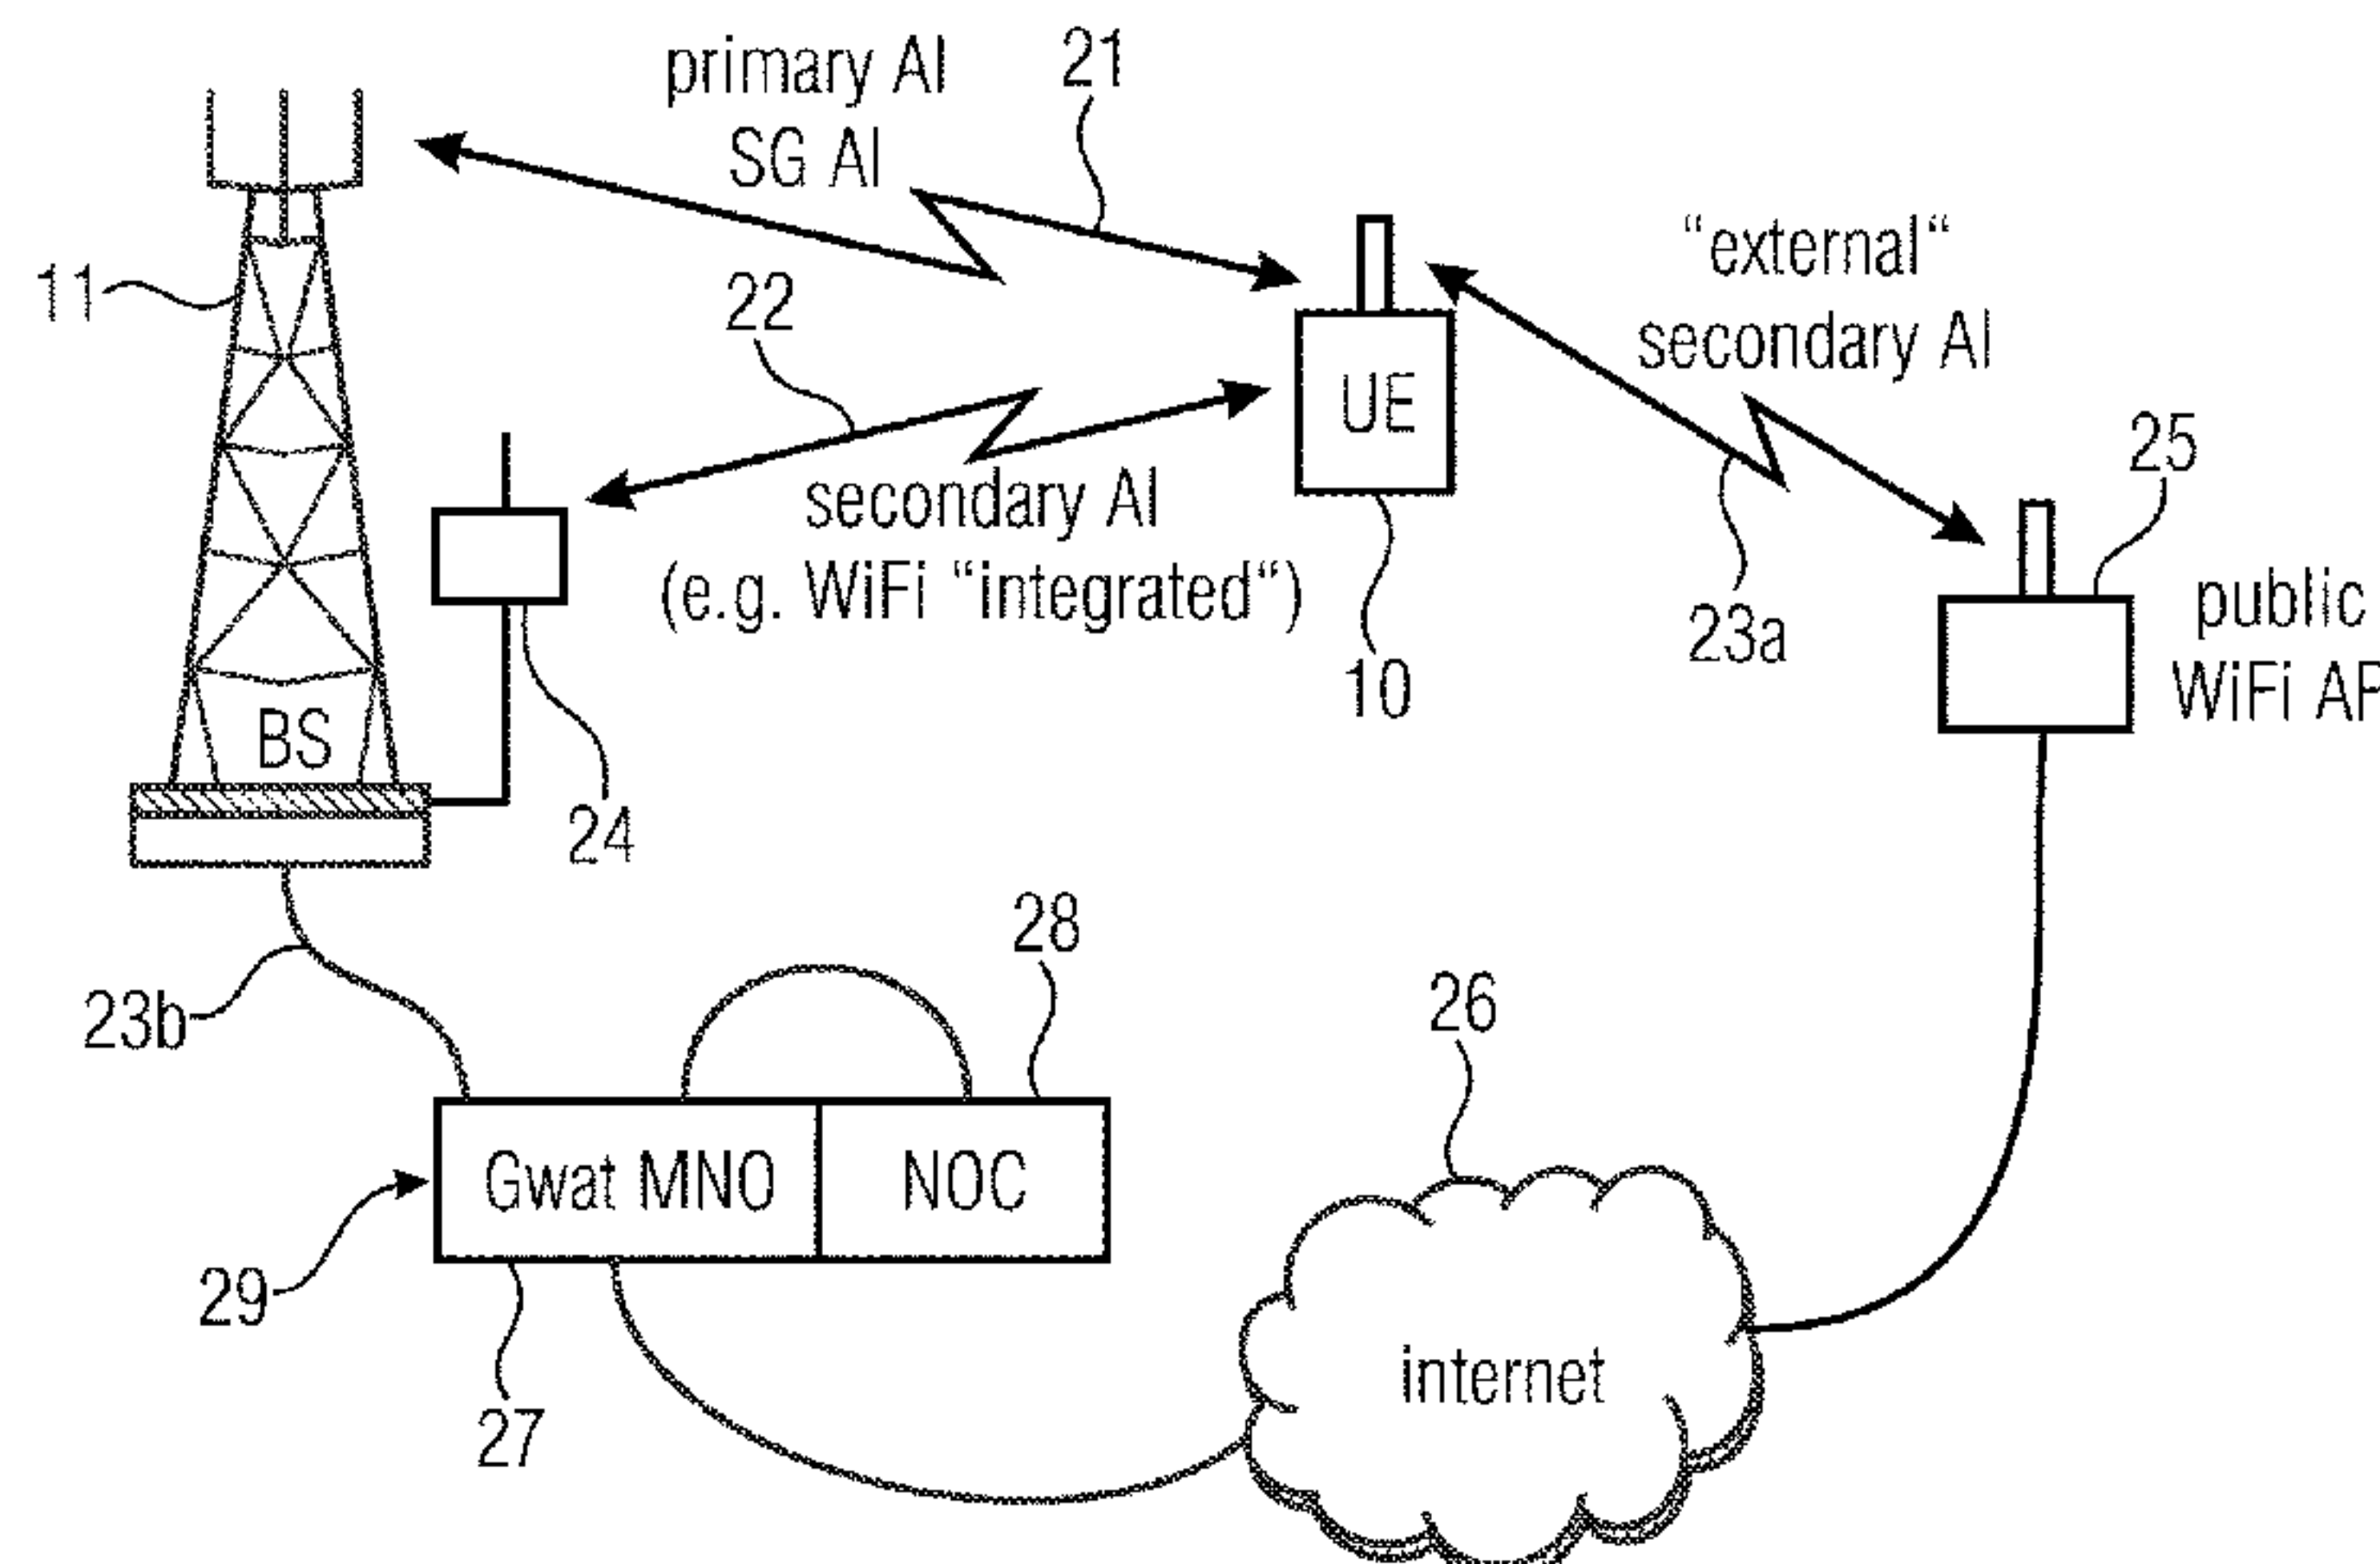 primary AI
SG AI
21
11
22
"external"
secondary AI
UE
25
secondary AI
(e.g. WiFi "integrated")
23a
10
public
WiFi AP
BS
24
28
23b
26
Gwat MNO
NOC
29
internet
27